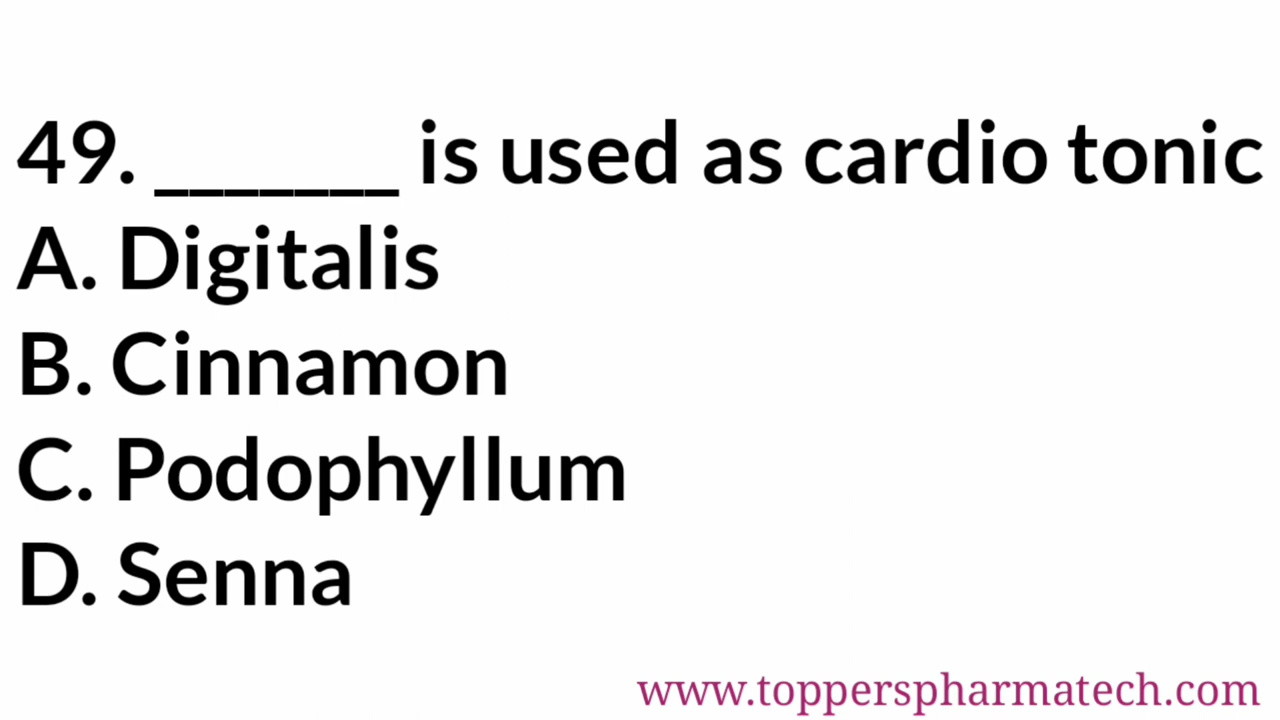 49. _______ is used as cardio tonic
A. Digitalis
B. Cinnamon
C. Podophyllum
D. Senna
www.topperspharmatech.com